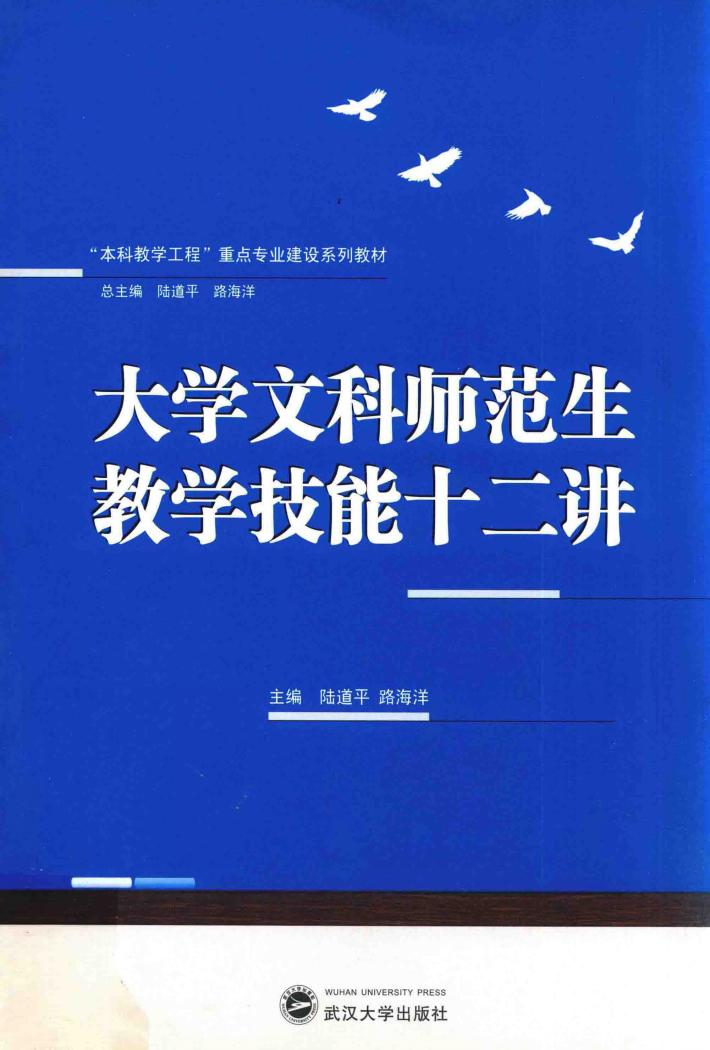 “本科教学工程”重点专业建设系列教材
总主编 陆道平 路海洋
大学文科师范生
教学技能十二讲
主编 陆道平 路海洋
WUHAN UNIVERSITY PRESS
武汉大学出版社